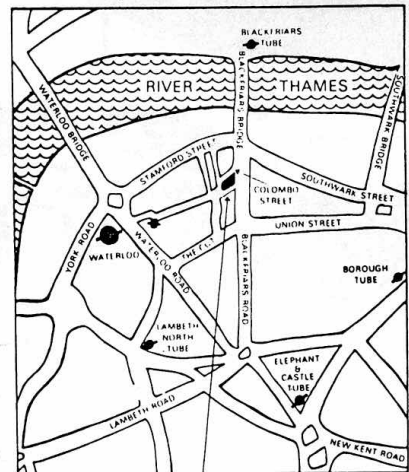 BLACKFRIARS
TUBE
RIVER THAMES
WATERLOO BRIDGE
BLACKFRIARS BRIDGE
SOUTHWARK BRIDGE
STAMFORD STREET
SOUTHWARK STREET
COLOMBO
STREET
UNION STREET
YORK ROAD
WATERLOO
WATERLOO ROAD
THE CUT
BLACKFRIARS ROAD
BOROUGH
TUBE
LAMBETH
NORTH
TUBE
ELEPHANT
&
CASTLE
TUBE
LAMBETH ROAD
NEW KENT ROAD